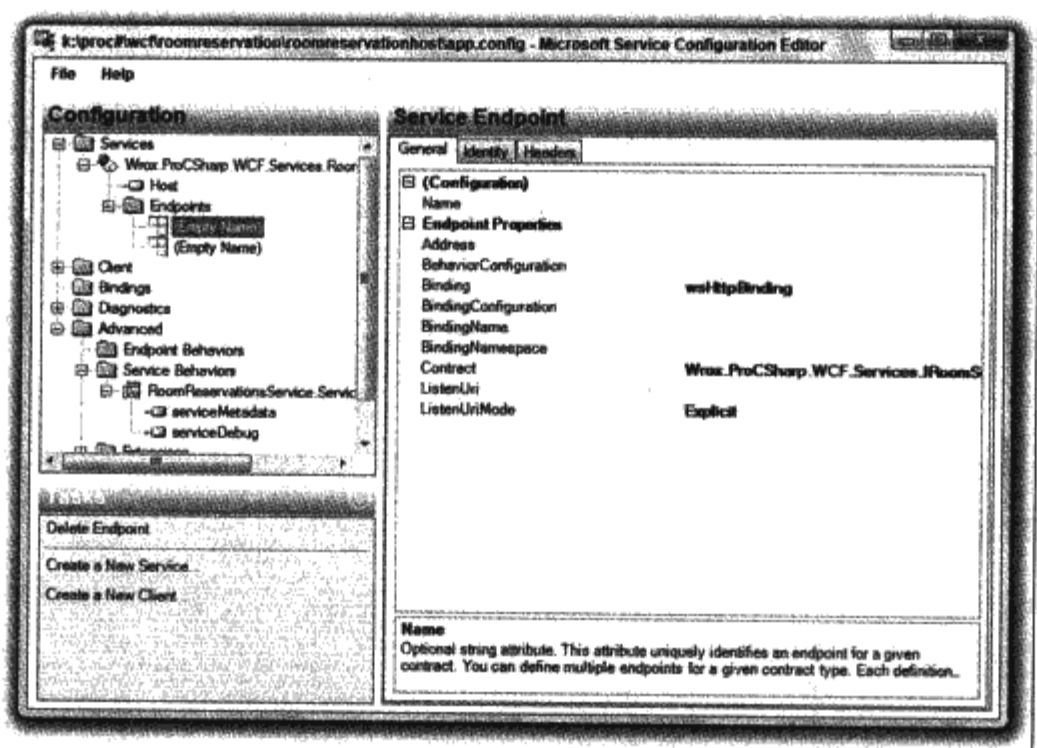 k:\procl\wcf\roomreservation\roomreservationhost\app.config - Microsoft Service Configuration Editor
File Help
Configuration
Services
Wrox.ProCSharp.WCF.Services.Roor
Host
Endpoints
(Empty Name)
(Empty Name)
Client
Bindings
Diagnostics
Advanced
Endpoint Behaviors
Service Behaviors
RoomReservationsService.Servic
serviceMetadata
serviceDebug
Extensions
Delete Endpoint
Create a New Service...
Create a New Client...
Service Endpoint
General Identity Headers
(Configuration)
Name
Endpoint Properties
Address
BehaviorConfiguration
Binding wsHttpBinding
BindingConfiguration
BindingName
BindingNamespace
Contract Wrox.ProCSharp.WCF.Services.IRoomS
ListenUri
ListenUriMode Explicit
Name
Optional string attribute. This attribute uniquely identifies an endpoint for a given
contract. You can define multiple endpoints for a given contract type. Each definition...